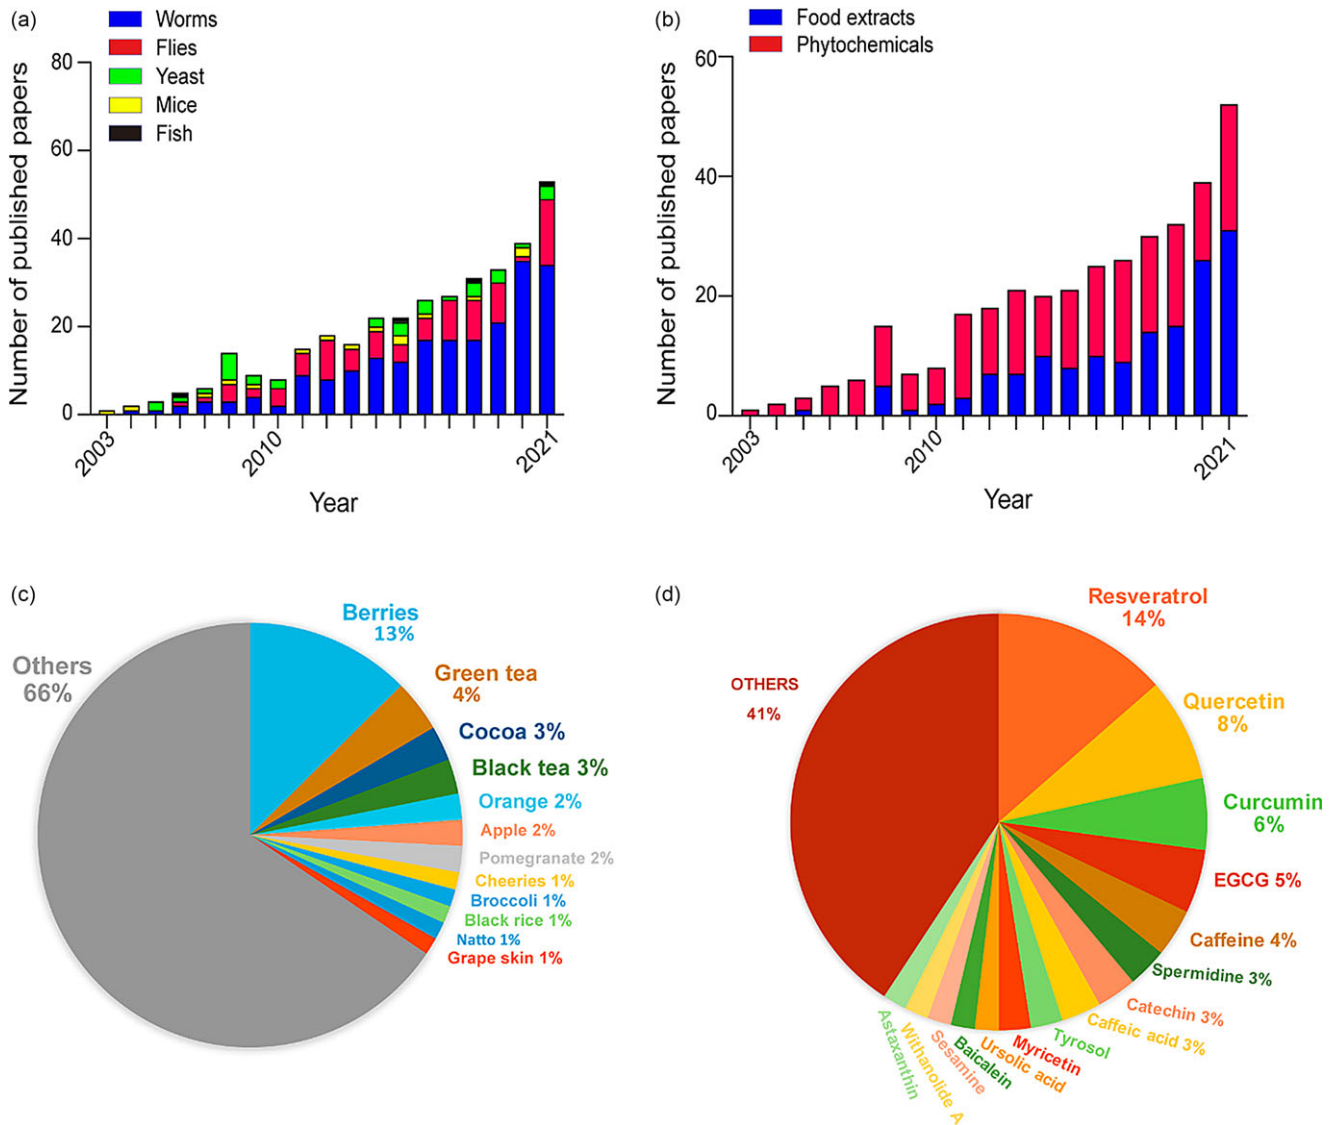 (a)
Worms
Flies
Yeast
Mice
Fish
Number of published papers
80
60
40
20
0
2003
2010
2021
Year
(b)
Food extracts
Phytochemicals
Number of published papers
60
40
20
0
2003
2010
2021
Year
(c)
Berries
13%
Others
66%
Green tea
4%
Cocoa 3%
Black tea 3%
Orange 2%
Apple 2%
Pomegranate 2%
Cheeries 1%
Broccoli 1%
Black rice 1%
Natto 1%
Grape skin 1%
(d)
Resveratrol
14%
OTHERS
41%
Quercetin
8%
Curcumin
6%
EGCG 5%
Caffeine 4%
Spermidine 3%
Catechin 3%
Caffeic acid 3%
Tyrosol
Myricetin
Ursolic acid
Baicalein
Sesamine
Withanolide A
Astaxanthin